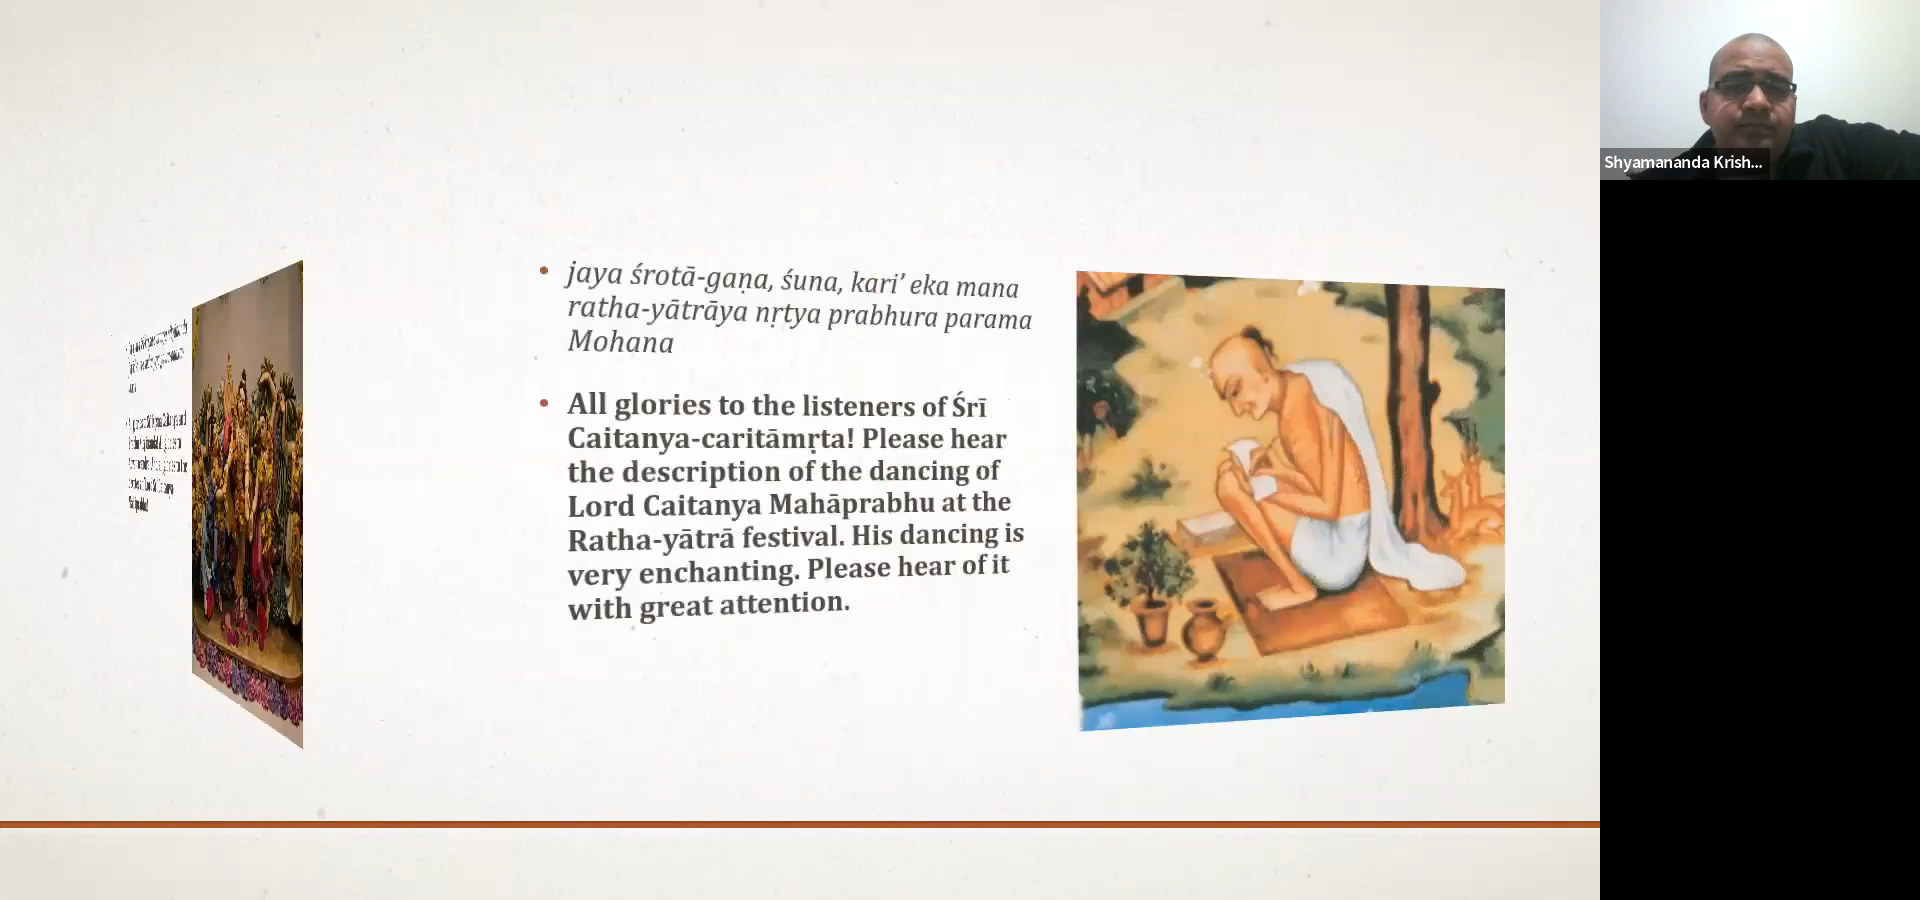 • jaya śrotā-gaṇa, śuna, kari’ eka mana
ratha-yātrāya nṛtya prabhura parama
Mohana
• All glories to the listeners of Śrī
Caitanya-caritāmṛta! Please hear
the description of the dancing of
Lord Caitanya Mahāprabhu at the
Ratha-yātrā festival. His dancing is
very enchanting. Please hear of it
with great attention.
Shyamananda Krish...